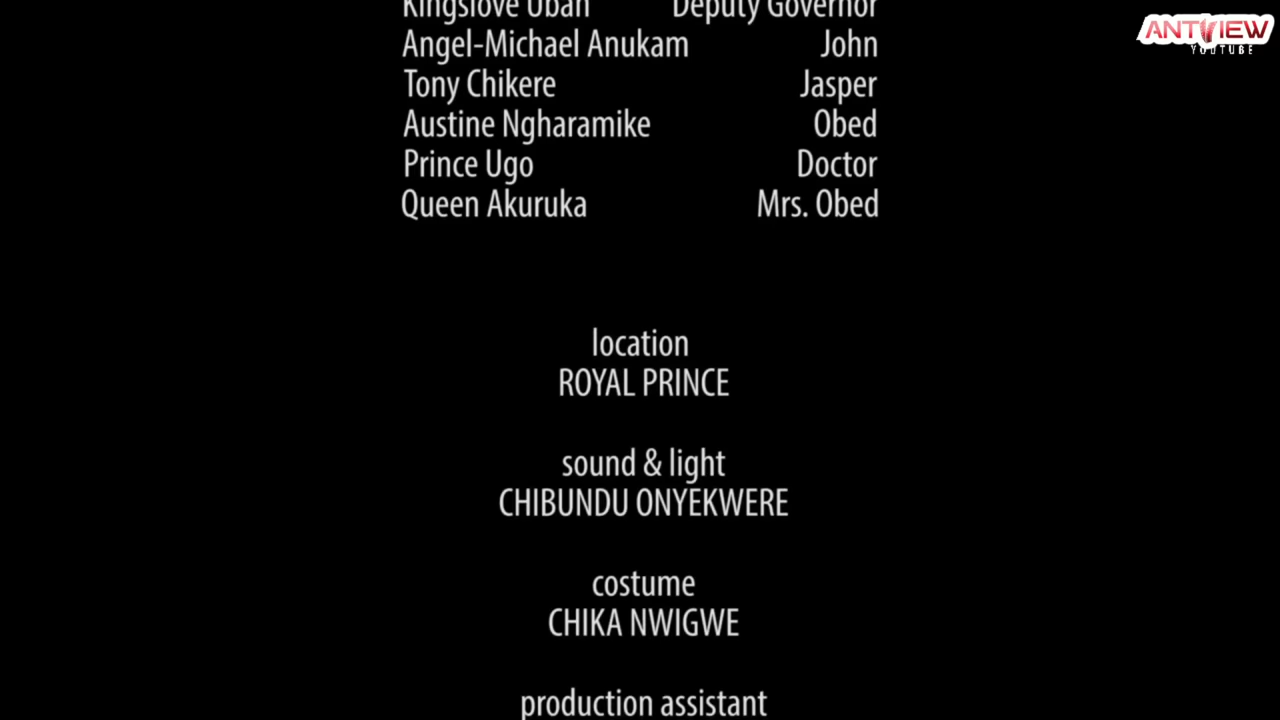 Kingslove Uban Deputy Governor
Angel-Michael Anukam John
Tony Chikere Jasper
Austine Ngharamike Obed
Prince Ugo Doctor
Queen Akuruka Mrs. Obed
location
ROYAL PRINCE
sound & light
CHIBUNDU ONYEKWERE
costume
CHIKA NWIGWE
production assistant
ANTVIEW
YOUTUBE